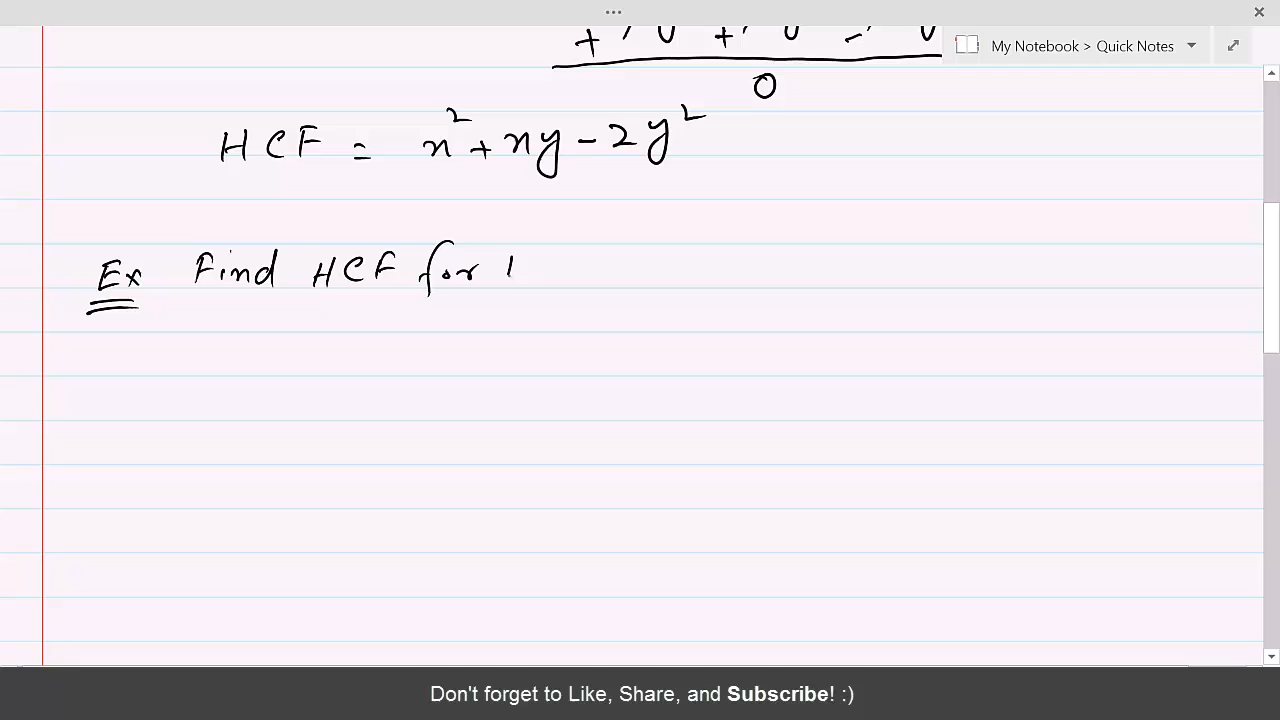 My Notebook > Quick Notes
0
HCF = x² + xy - 2y²
Ex Find HCF for
Don't forget to Like, Share, and Subscribe! :)